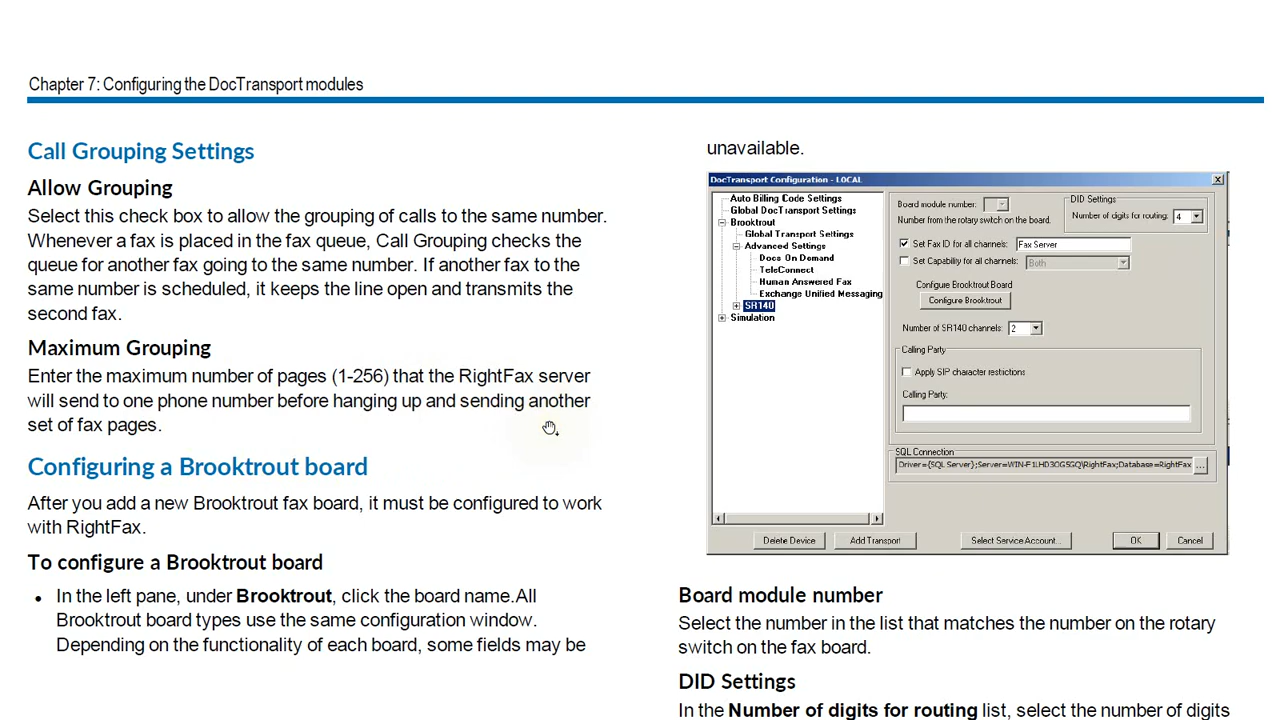 Chapter 7: Configuring the DocTransport modules
Call Grouping Settings
Allow Grouping
Select this check box to allow the grouping of calls to the same number.
Whenever a fax is placed in the fax queue, Call Grouping checks the
queue for another fax going to the same number. If another fax to the
same number is scheduled, it keeps the line open and transmits the
second fax.
Maximum Grouping
Enter the maximum number of pages (1-256) that the RightFax server
will send to one phone number before hanging up and sending another
set of fax pages.
Configuring a Brooktrout board
After you add a new Brooktrout fax board, it must be configured to work
with RightFax.
To configure a Brooktrout board
• In the left pane, under Brooktrout, click the board name.All
Brooktrout board types use the same configuration window.
Depending on the functionality of each board, some fields may be
unavailable.
DocTransport Configuration - LOCAL
Auto Billing Code Settings
Global DocTransport Settings
Brooktrout
Global Transport Settings
Advanced Settings
Docs On Demand
TeleConnect
Human Answered Fax
Exchange Unified Messaging
SR140
Simulation
Board module number:
Number from the rotary switch on the board.
DID Settings
Number of digits for routing: 4
Set Fax ID for all channels: Fax Server
Set Capability for all channels: Both
Configure Brooktrout Board
Configure Brooktrout
Number of SR140 channels: 2
Calling Party
Apply SIP character restrictions
Calling Party:
SQL Connection
Driver={SQL Server};Server=WIN-F1LHD3OG5GQ\RightFax;Database=RightFax ...
Delete Device Add Transport Select Service Account... OK Cancel
Board module number
Select the number in the list that matches the number on the rotary
switch on the fax board.
DID Settings
In the Number of digits for routing list, select the number of digits